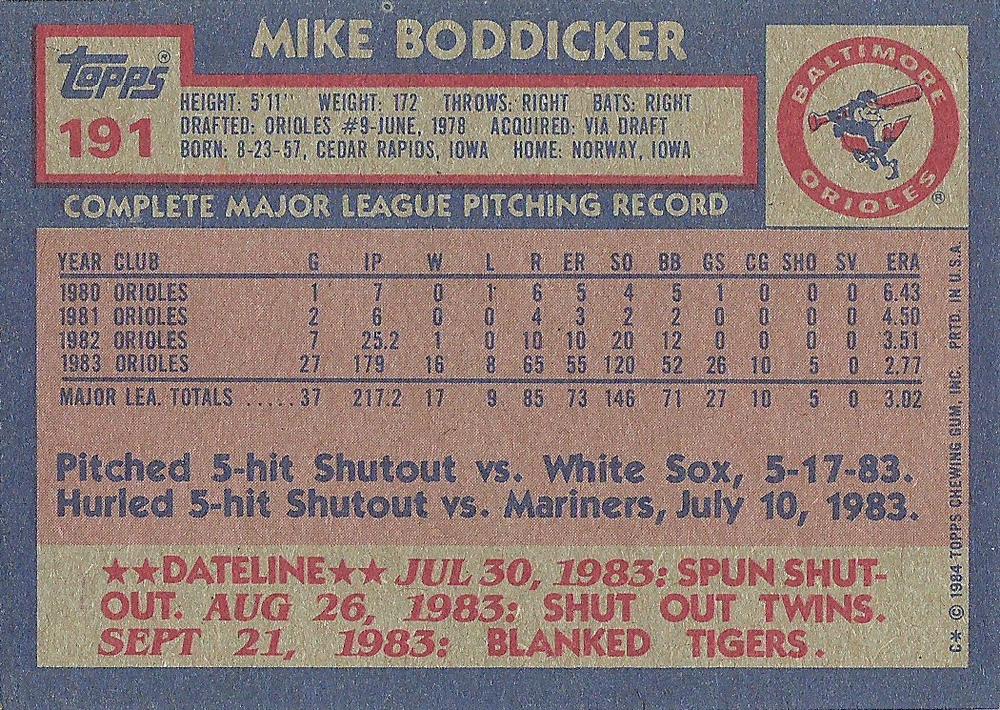 MIKE BODDICKER
Topps®
191
HEIGHT: 5'11" WEIGHT: 172 THROWS: RIGHT BATS: RIGHT
DRAFTED: ORIOLES #9-JUNE, 1978 ACQUIRED: VIA DRAFT
BORN: 8-23-57, CEDAR RAPIDS, IOWA HOME: NORWAY, IOWA
BALTIMORE
ORIOLES ®
COMPLETE MAJOR LEAGUE PITCHING RECORD
YEAR CLUB G IP W L R ER SO BB GS CG SHO SV ERA
1980 ORIOLES 1 7 0 1 6 5 4 5 1 0 0 0 6.43
1981 ORIOLES 2 6 0 0 4 3 2 2 0 0 0 0 4.50
1982 ORIOLES 7 25.2 1 0 10 10 20 12 0 0 0 0 3.51
1983 ORIOLES 27 179 16 8 65 55 120 52 26 10 5 0 2.77
MAJOR LEA. TOTALS .....37 217.2 17 9 85 73 146 71 27 10 5 0 3.02
Pitched 5-hit Shutout vs. White Sox, 5-17-83.
Hurled 5-hit Shutout vs. Mariners, July 10, 1983.
★★DATELINE★★ JUL 30, 1983: SPUN SHUT-
OUT. AUG 26, 1983: SHUT OUT TWINS.
SEPT 21, 1983: BLANKED TIGERS.
C* © 1984 TOPPS CHEWING GUM, INC. PRTD. IN U.S.A.